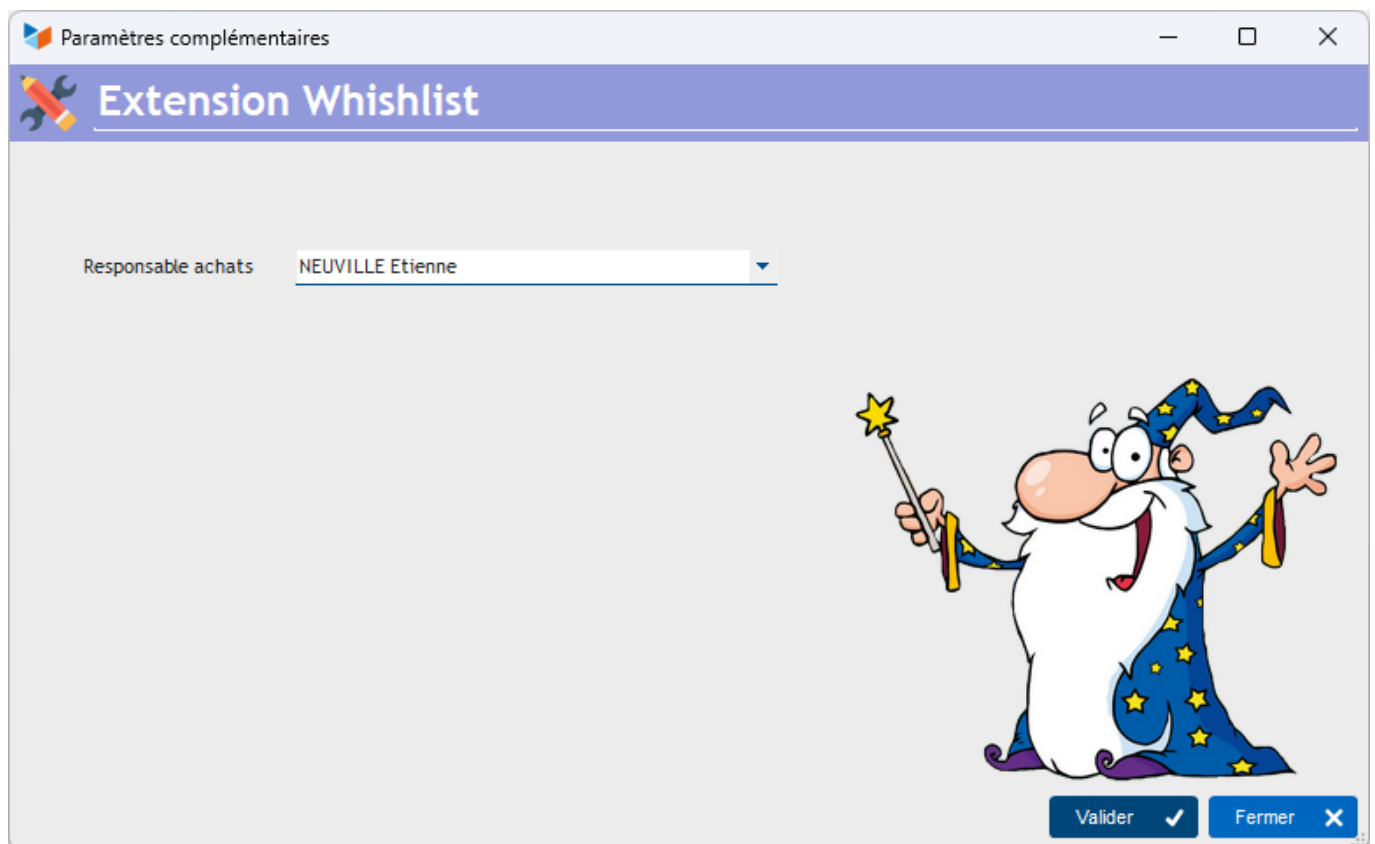 Paramètres complémentaires
Extension Whishlist
Responsable achats NEUVILLE Etienne
Valider Fermer